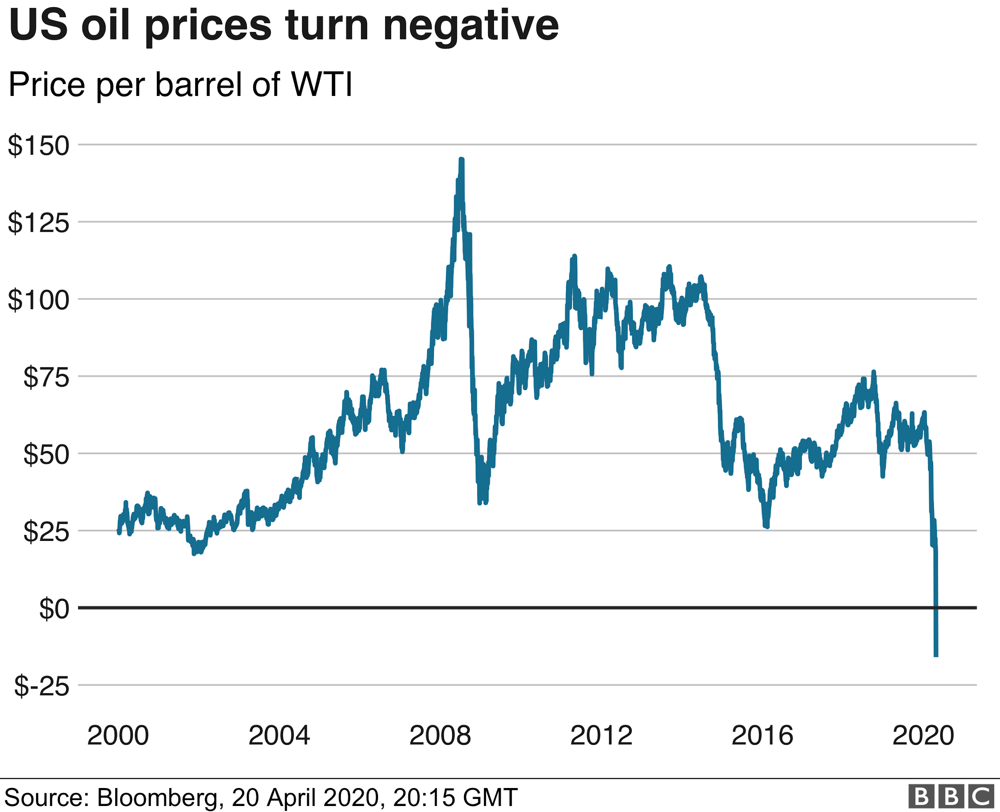 US oil prices turn negative
Price per barrel of WTI
$150
$125
$100
$75
$50
$25
$0
$-25
2000 2004 2008 2012 2016 2020
Source: Bloomberg, 20 April 2020, 20:15 GMT
BBC